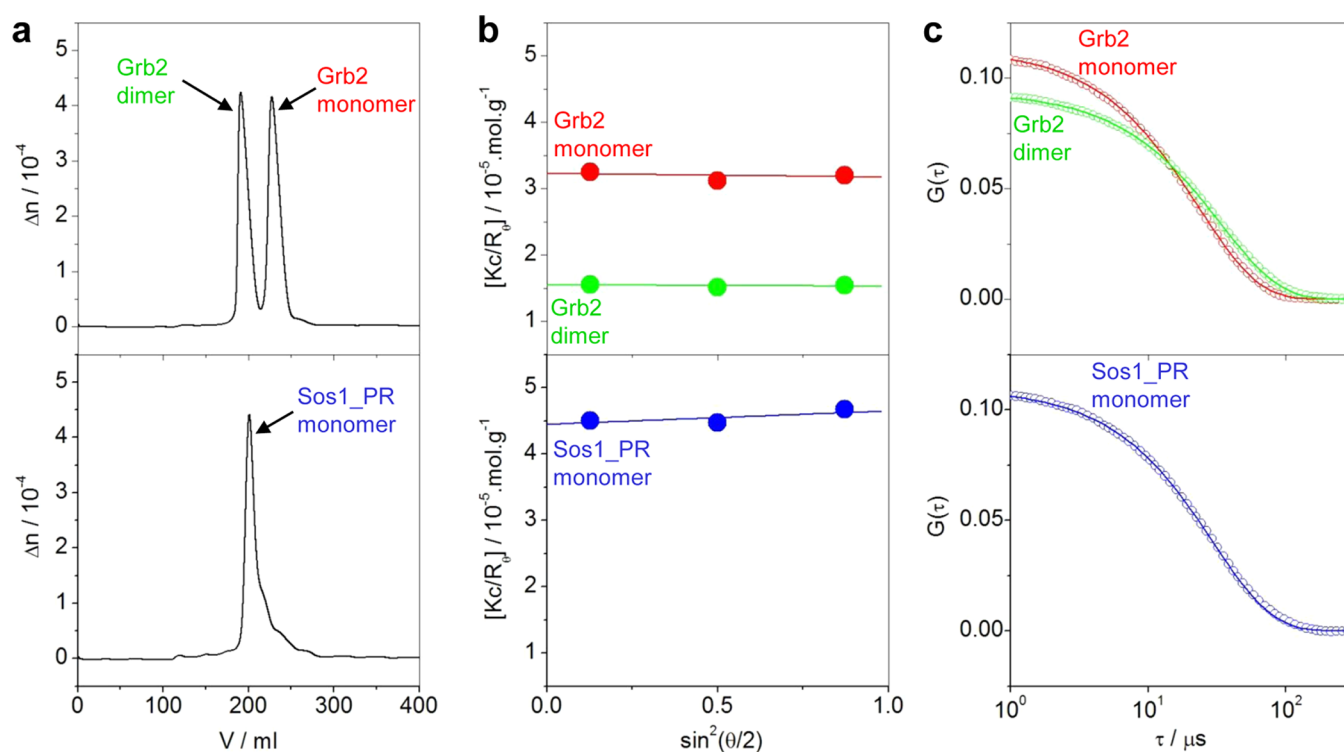 a
5
4
3
2
1
0
Δn / 10⁻⁴
Grb2
dimer
Grb2
monomer
5
4
3
2
1
0
Δn / 10⁻⁴
Sos1_PR
monomer
0
100
200
300
400
V / ml
b
5
4
3
2
1
[Kc/Rθ] / 10⁻⁵.mol.g⁻¹
Grb2
monomer
Grb2
dimer
5
4
3
2
1
[Kc/Rθ] / 10⁻⁵.mol.g⁻¹
Sos1_PR
monomer
0.0
0.5
1.0
sin²(θ/2)
c
0.10
0.05
0.00
G(τ)
Grb2
monomer
Grb2
dimer
0.10
0.05
0.00
G(τ)
Sos1_PR
monomer
10⁰
10¹
10²
τ / μs